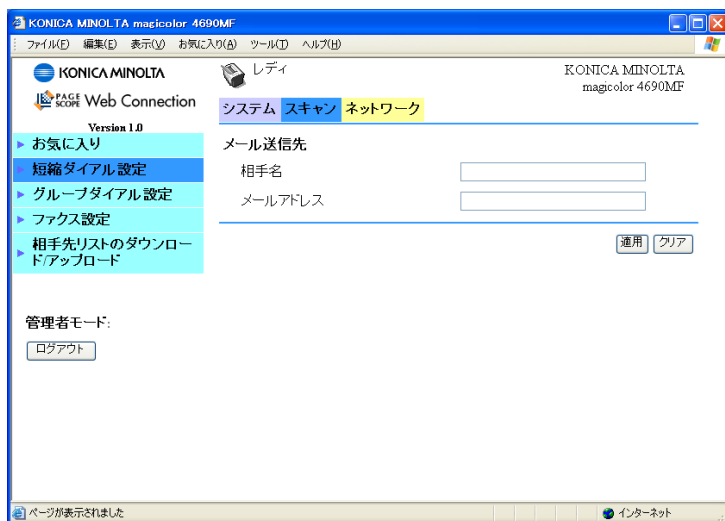 KONICA MINOLTA magicolor 4690MF
ファイル(F) 編集(E) 表示(V) お気に入り(A) ツール(T) ヘルプ(H)
KONICA MINOLTA
PAGE SCOPE Web Connection
Version 1.0
レディ
KONICA MINOLTA
magicolor 4690MF
システム スキャン ネットワーク
お気に入り
短縮ダイアル設定
グループダイアル設定
ファクス設定
相手先リストのダウンロー
ド/アップロード
管理者モード:
ログアウト
メール送信先
相手名
メールアドレス
適用 クリア
ページが表示されました
インターネット